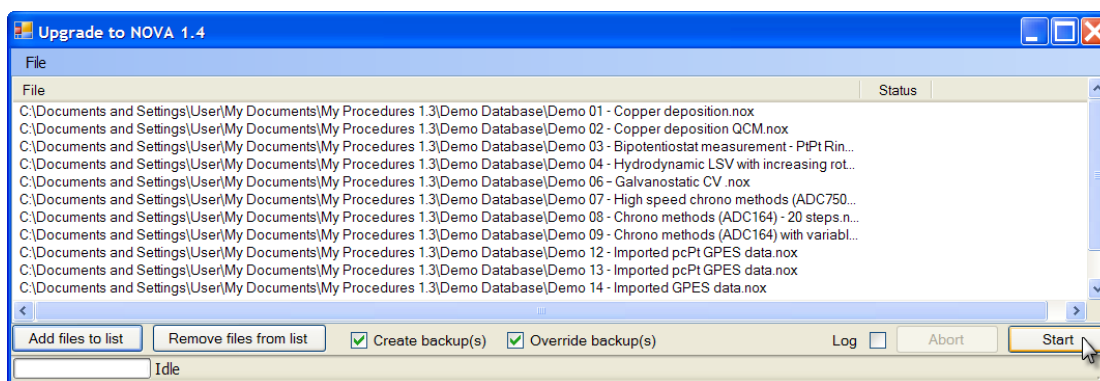 Upgrade to NOVA 1.4
File
File Status
C:\Documents and Settings\User\My Documents\My Procedures 1.3\Demo Database\Demo 01 - Copper deposition.nox
C:\Documents and Settings\User\My Documents\My Procedures 1.3\Demo Database\Demo 02 - Copper deposition QCM.nox
C:\Documents and Settings\User\My Documents\My Procedures 1.3\Demo Database\Demo 03 - Bipotentiostat measurement - PtPt Rin...
C:\Documents and Settings\User\My Documents\My Procedures 1.3\Demo Database\Demo 04 - Hydrodynamic LSV with increasing rot...
C:\Documents and Settings\User\My Documents\My Procedures 1.3\Demo Database\Demo 06 – Galvanostatic CV .nox
C:\Documents and Settings\User\My Documents\My Procedures 1.3\Demo Database\Demo 07 - High speed chrono methods (ADC750...
C:\Documents and Settings\User\My Documents\My Procedures 1.3\Demo Database\Demo 08 - Chrono methods (ADC164) - 20 steps.n...
C:\Documents and Settings\User\My Documents\My Procedures 1.3\Demo Database\Demo 09 - Chrono methods (ADC164) with variabl...
C:\Documents and Settings\User\My Documents\My Procedures 1.3\Demo Database\Demo 12 - Imported pcPt GPES data.nox
C:\Documents and Settings\User\My Documents\My Procedures 1.3\Demo Database\Demo 13 - Imported pcPt GPES data.nox
C:\Documents and Settings\User\My Documents\My Procedures 1.3\Demo Database\Demo 14 - Imported GPES data.nox
Add files to list Remove files from list Create backup(s) Override backup(s) Log Abort Start
Idle